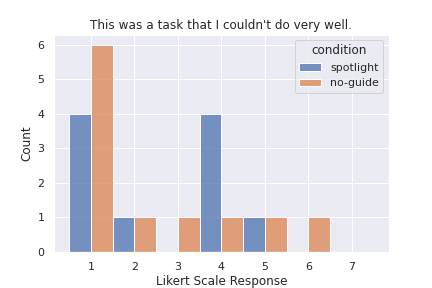 This was a task that I couldn't do very well.
condition
spotlight
no-guide
Count
6
5
4
3
2
1
0
1 2 3 4 5 6 7
Likert Scale Response